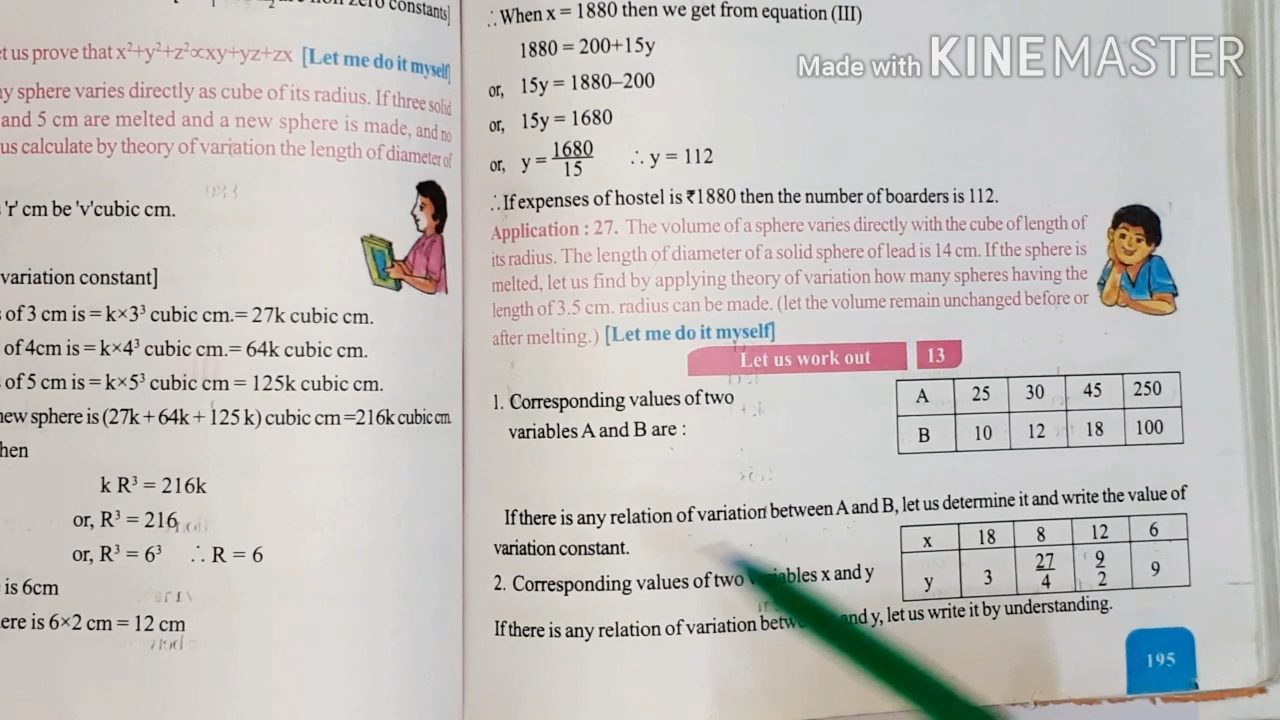 constants]
et us prove that x²+y²+z²∝xy+yz+zx [Let me do it myself]
ny sphere varies directly as cube of its radius. If three solid
and 5 cm are melted and a new sphere is made, and no
us calculate by theory of variation the length of diameter of
'r' cm be 'v'cubic cm.
variation constant]
of 3 cm is = k×3³ cubic cm.= 27k cubic cm.
of 4cm is = k×4³ cubic cm.= 64k cubic cm.
of 5 cm is = k×5³ cubic cm = 125k cubic cm.
new sphere is (27k + 64k + 125 k) cubic cm =216k cubic cm.
hen
k R³ = 216k
or, R³ = 216
or, R³ = 6³ ∴ R = 6
is 6cm
ere is 6×2 cm = 12 cm
∴ When x = 1880 then we get from equation (III)
1880 = 200+15y
or, 15y = 1880–200
or, 15y = 1680
or, y = 1680/15 ∴ y = 112
∴ If expenses of hostel is ₹1880 then the number of boarders is 112.
Application : 27. The volume of a sphere varies directly with the cube of length of
its radius. The length of diameter of a solid sphere of lead is 14 cm. If the sphere is
melted, let us find by applying theory of variation how many spheres having the
length of 3.5 cm. radius can be made. (let the volume remain unchanged before or
after melting.) [Let me do it myself]
Let us work out 13
1. Corresponding values of two
variables A and B are :
A 25 30 45 250
B 10 12 18 100
If there is any relation of variation between A and B, let us determine it and write the value of
variation constant.
2. Corresponding values of two variables x and y
x 18 8 12 6
y 3 27/4 9/2 9
If there is any relation of variation and y, let us write it by understanding.
195
Made with KINEMASTER